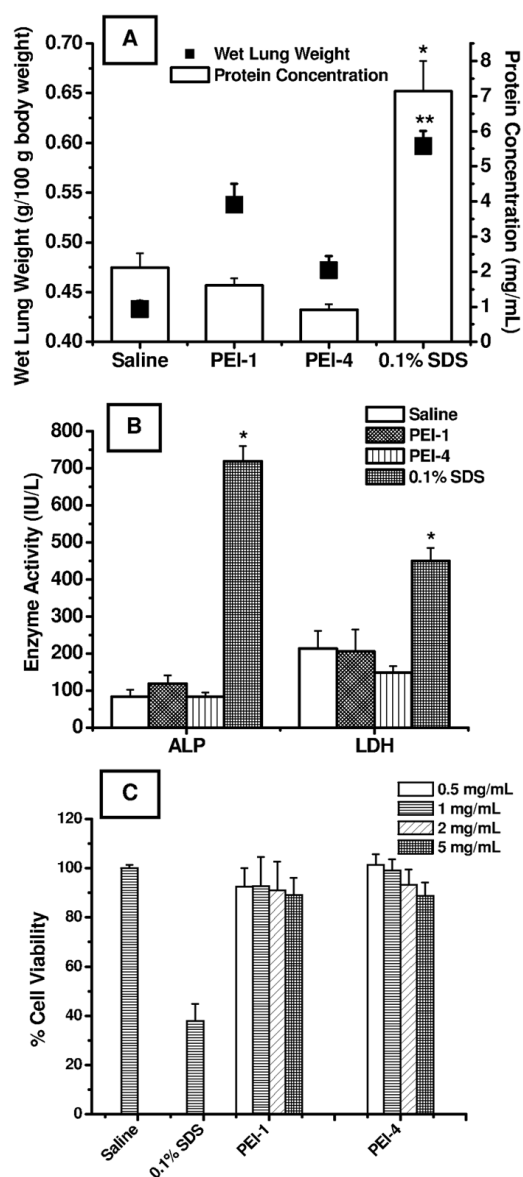 A
Wet Lung Weight
Protein Concentration
Wet Lung Weight (g/100 g body weight)
0.70
0.65
0.60
0.55
0.50
0.45
0.40
*
**
Protein Concentration (mg/mL)
8
7
6
5
4
3
2
1
0
Saline PEI-1 PEI-4 0.1% SDS
B
Saline
PEI-1
PEI-4
0.1% SDS
Enzyme Activity (IU/L)
800
700
600
500
400
300
200
100
0
*
*
ALP LDH
C
0.5 mg/mL
1 mg/mL
2 mg/mL
5 mg/mL
% Cell Viability
120
100
80
60
40
20
0
Saline 0.1% SDS PEI-1 PEI-4